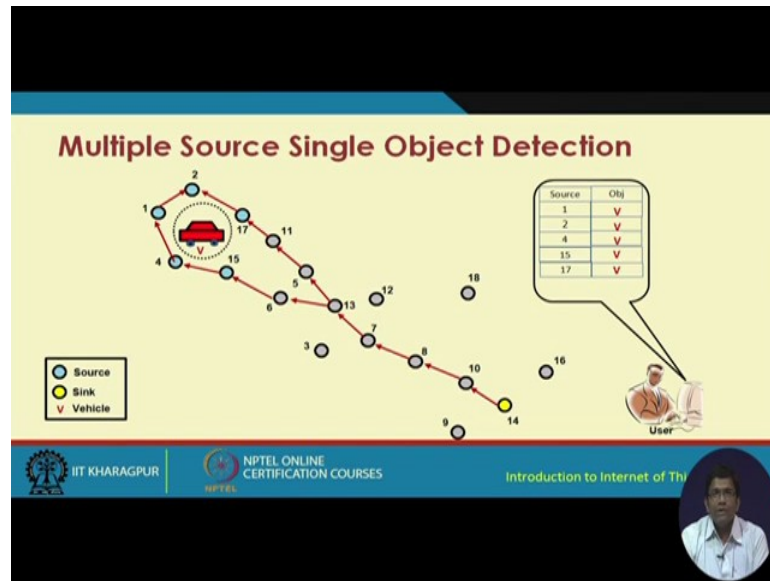 Multiple Source Single Object Detection
2
1
17
11
V
4
15
5
6
13
12
18
7
3
8
10
16
14
9
Source Obj
1 V
2 V
4 V
15 V
17 V
User
Source
Sink
V Vehicle
IIT KHARAGPUR
NPTEL
NPTEL ONLINE
CERTIFICATION COURSES
Introduction to Internet of Thi